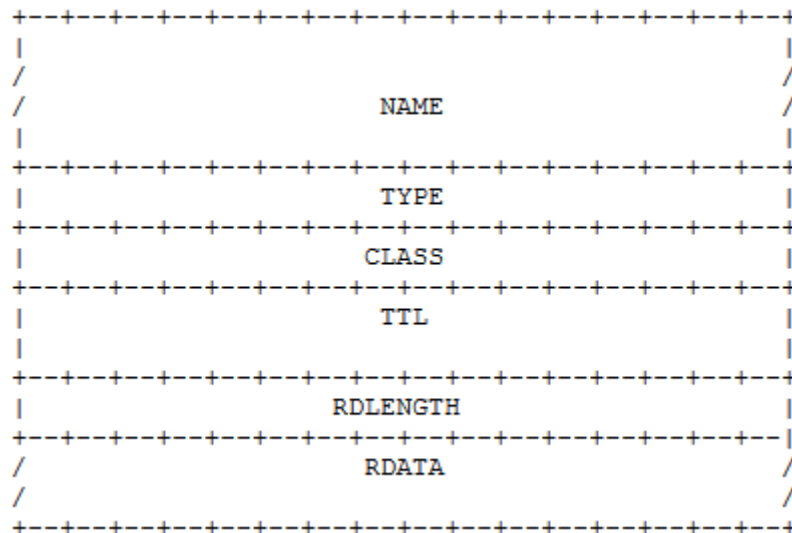 +--+--+--+--+--+--+--+--+--+--+--+--+--+--+--+--+
|                                               |
/                                               /
/                      NAME                     /
|                                               |
+--+--+--+--+--+--+--+--+--+--+--+--+--+--+--+--+
|                      TYPE                     |
+--+--+--+--+--+--+--+--+--+--+--+--+--+--+--+--+
|                     CLASS                     |
+--+--+--+--+--+--+--+--+--+--+--+--+--+--+--+--+
|                      TTL                      |
|                                               |
+--+--+--+--+--+--+--+--+--+--+--+--+--+--+--+--+
|                   RDLENGTH                    |
+--+--+--+--+--+--+--+--+--+--+--+--+--+--+--+--|
/                     RDATA                     /
/                                               /
+--+--+--+--+--+--+--+--+--+--+--+--+--+--+--+--+